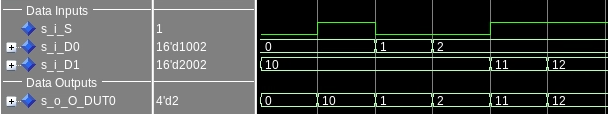 Data Inputs
s_i_S 1
s_i_D0 16'd1002 0 1 2
s_i_D1 16'd2002 10 11 12
Data Outputs
s_o_O_DUT0 4'd2 0 10 1 2 11 12